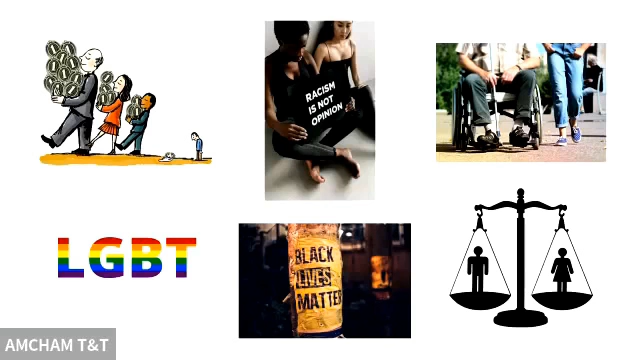 RACISM
IS NOT
OPINION
LGBT
BLACK
LIVES
MATTER
AMCHAM T&T